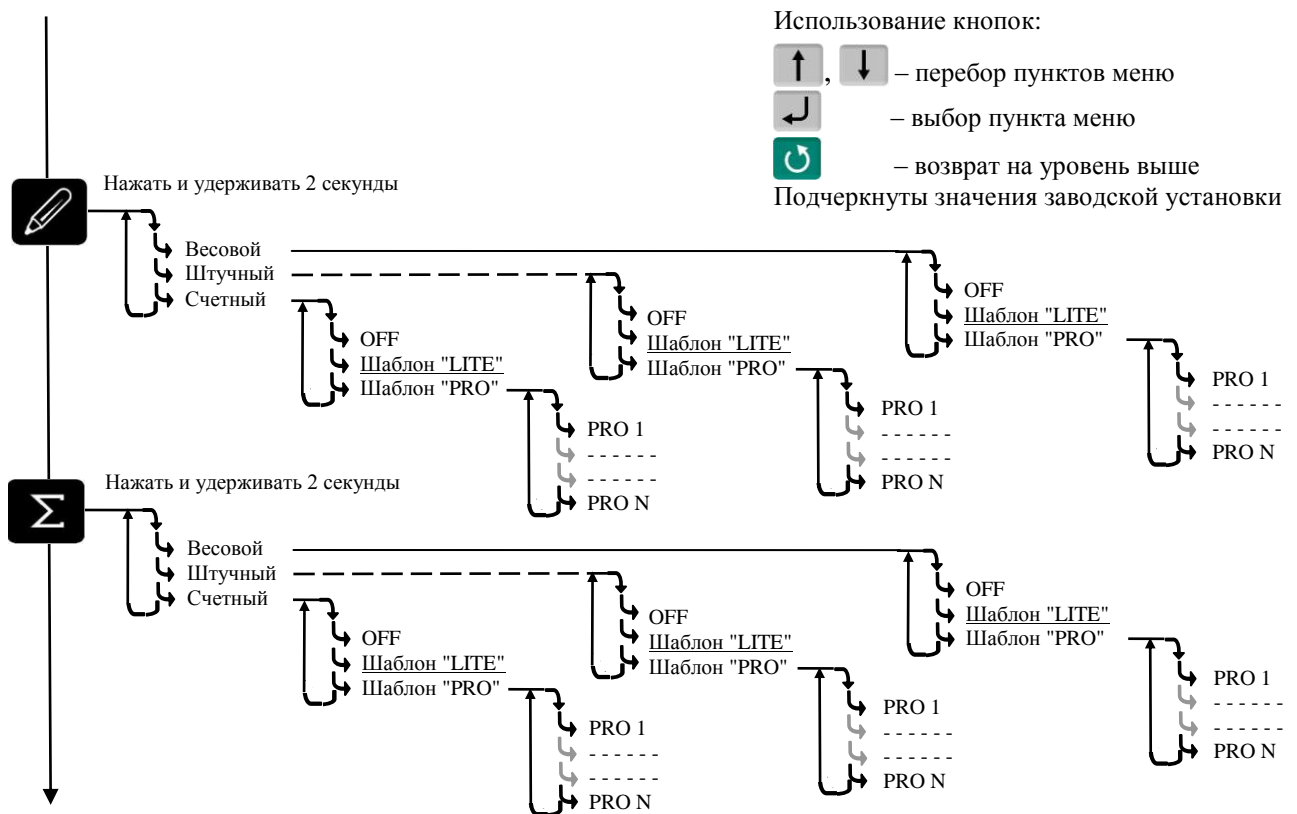 Использование кнопок:
, – перебор пунктов меню
– выбор пункта меню
– возврат на уровень выше
Подчеркнуты значения заводской установки
Нажать и удерживать 2 секунды
Весовой
Штучный
Счетный
OFF
Шаблон "LITE"
Шаблон "PRO"
PRO 1
- - - - - -
- - - - - -
PRO N
OFF
Шаблон "LITE"
Шаблон "PRO"
PRO 1
- - - - - -
- - - - - -
PRO N
OFF
Шаблон "LITE"
Шаблон "PRO"
PRO 1
- - - - - -
- - - - - -
PRO N
Σ
Нажать и удерживать 2 секунды
Весовой
Штучный
Счетный
OFF
Шаблон "LITE"
Шаблон "PRO"
PRO 1
- - - - - -
- - - - - -
PRO N
OFF
Шаблон "LITE"
Шаблон "PRO"
PRO 1
- - - - - -
- - - - - -
PRO N
OFF
Шаблон "LITE"
Шаблон "PRO"
PRO 1
- - - - - -
- - - - - -
PRO N